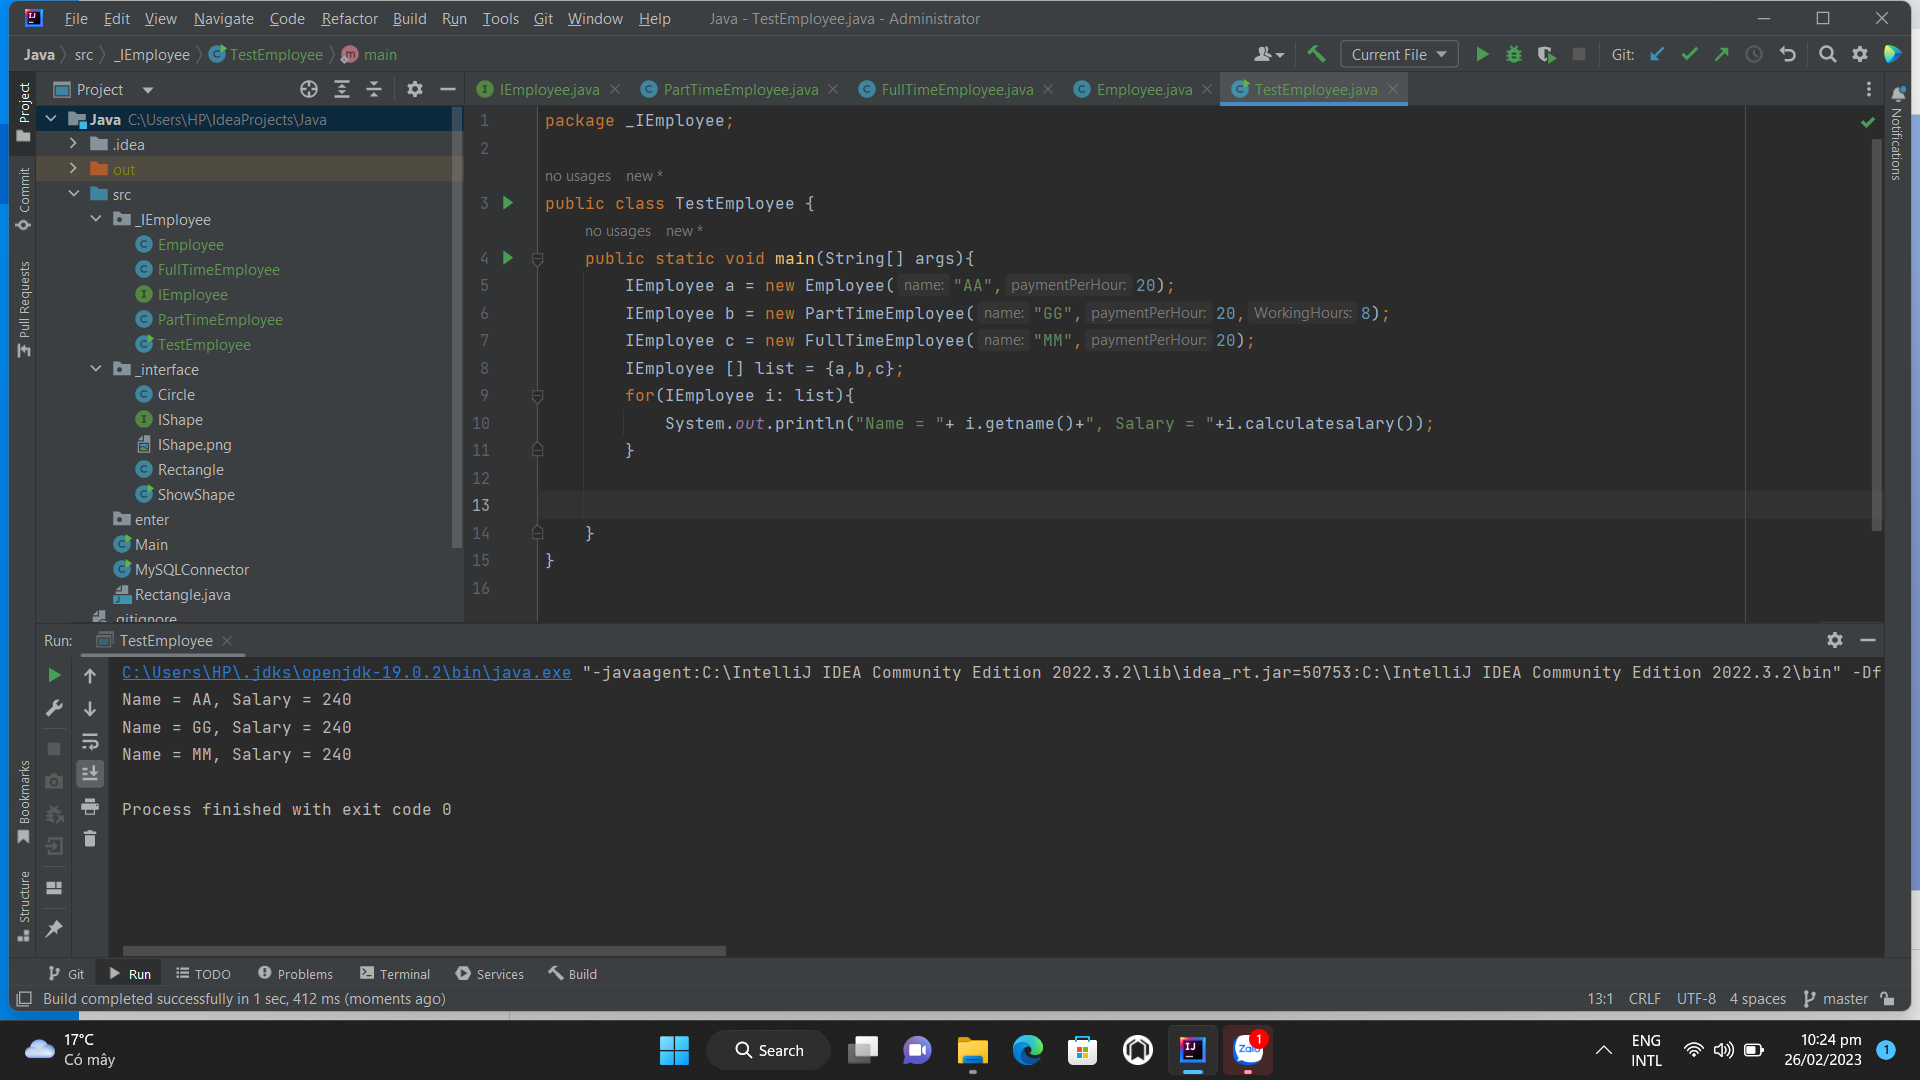 File Edit View Navigate Code Refactor Build Run Tools Git Window Help Java - TestEmployee.java - Administrator
Java src _IEmployee TestEmployee main Current File Git:
Project
IEmployee.java PartTimeEmployee.java FullTimeEmployee.java Employee.java TestEmployee.java
Java C:\Users\HP\IdeaProjects\Java
.idea
out
src
_IEmployee
Employee
FullTimeEmployee
IEmployee
PartTimeEmployee
TestEmployee
_interface
Circle
IShape
IShape.png
Rectangle
ShowShape
enter
Main
MySQLConnector
Rectangle.java
.gitignore
Project
Commit
Pull Requests
Bookmarks
Structure
Notifications
1 package _IEmployee;
2
no usages new *
3 public class TestEmployee {
no usages new *
4 public static void main(String[] args){
5 IEmployee a = new Employee( name: "AA", paymentPerHour: 20);
6 IEmployee b = new PartTimeEmployee( name: "GG", paymentPerHour: 20, WorkingHours: 8);
7 IEmployee c = new FullTimeEmployee( name: "MM", paymentPerHour: 20);
8 IEmployee [] list = {a,b,c};
9 for(IEmployee i: list){
10 System.out.println("Name = "+ i.getname()+", Salary = "+i.calculatesalary());
11 }
12
13
14 }
15 }
16
Run: TestEmployee
C:\Users\HP\.jdks\openjdk-19.0.2\bin\java.exe "-javaagent:C:\IntelliJ IDEA Community Edition 2022.3.2\lib\idea_rt.jar=50753:C:\IntelliJ IDEA Community Edition 2022.3.2\bin" -Df
Name = AA, Salary = 240
Name = GG, Salary = 240
Name = MM, Salary = 240
Process finished with exit code 0
Git Run TODO Problems Terminal Services Build
Build completed successfully in 1 sec, 412 ms (moments ago) 13:1 CRLF UTF-8 4 spaces master
17°C
Có mây
Search
Zalo
1
ENG
INTL
10:24 pm
26/02/2023
1